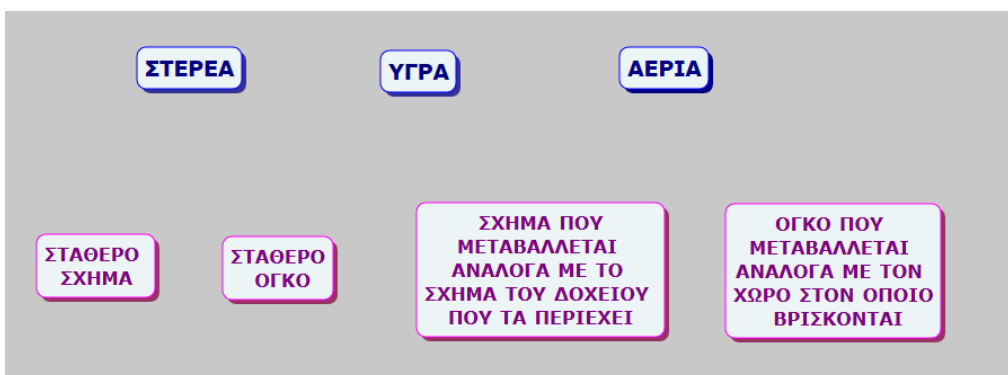 ΣΤΕΡΕΑ
ΥΓΡΑ
ΑΕΡΙΑ
ΣΤΑΘΕΡΟ
ΣΧΗΜΑ
ΣΤΑΘΕΡΟ
ΟΓΚΟ
ΣΧΗΜΑ ΠΟΥ
ΜΕΤΑΒΑΛΛΕΤΑΙ
ΑΝΑΛΟΓΑ ΜΕ ΤΟ
ΣΧΗΜΑ ΤΟΥ ΔΟΧΕΙΟΥ
ΠΟΥ ΤΑ ΠΕΡΙΕΧΕΙ
ΟΓΚΟ ΠΟΥ
ΜΕΤΑΒΑΛΛΕΤΑΙ
ΑΝΑΛΟΓΑ ΜΕ ΤΟΝ
ΧΩΡΟ ΣΤΟΝ ΟΠΟΙΟ
ΒΡΙΣΚΟΝΤΑΙ